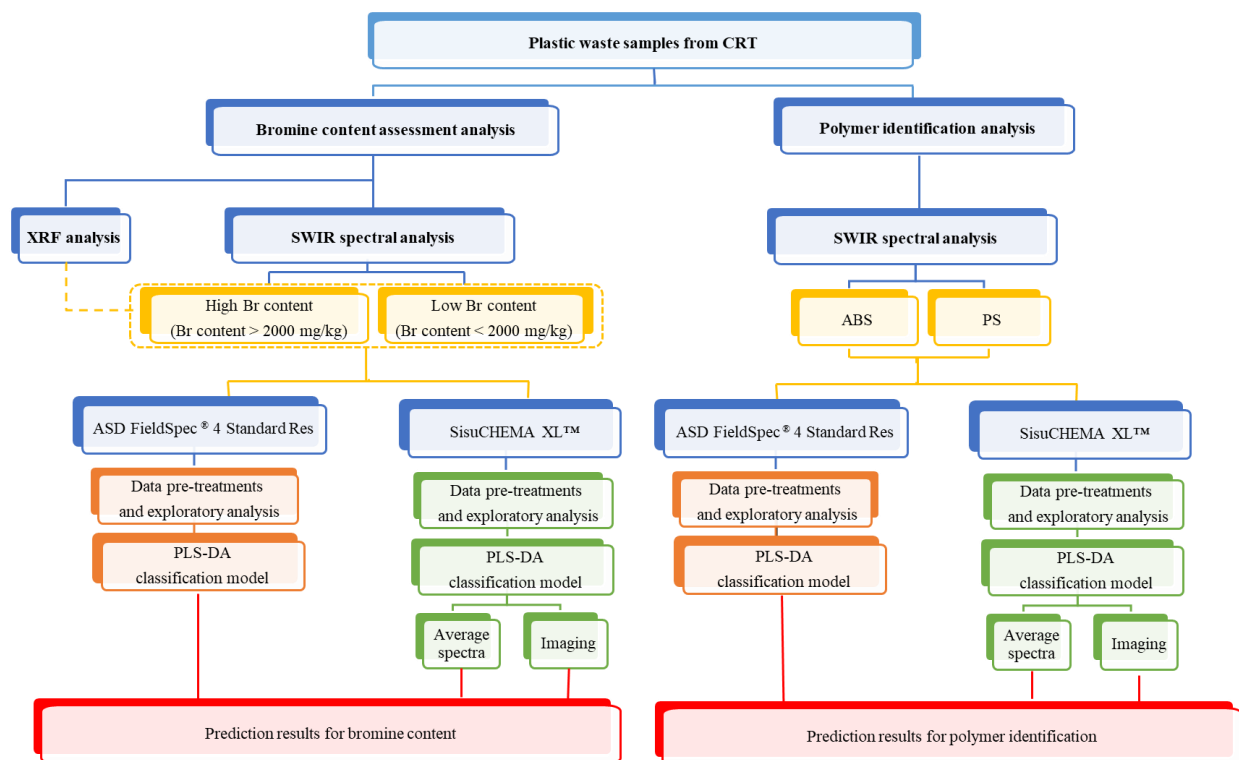 Plastic waste samples from CRT
Bromine content assessment analysis
Polymer identification analysis
XRF analysis
SWIR spectral analysis
SWIR spectral analysis
High Br content
(Br content > 2000 mg/kg)
Low Br content
(Br content < 2000 mg/kg)
ABS
PS
ASD FieldSpec® 4 Standard Res
SisuCHEMA XL™
ASD FieldSpec® 4 Standard Res
SisuCHEMA XL™
Data pre-treatments
and exploratory analysis
Data pre-treatments
and exploratory analysis
Data pre-treatments
and exploratory analysis
Data pre-treatments
and exploratory analysis
PLS-DA
classification model
PLS-DA
classification model
PLS-DA
classification model
PLS-DA
classification model
Average
spectra
Imaging
Average
spectra
Imaging
Prediction results for bromine content
Prediction results for polymer identification